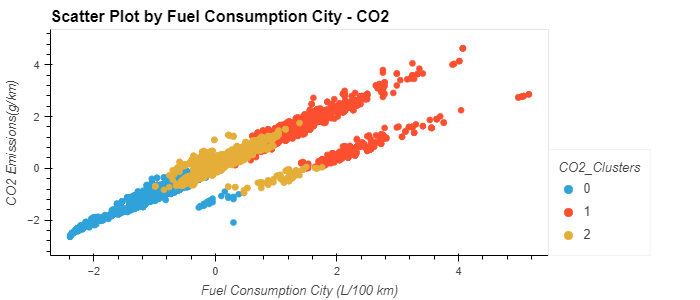 Scatter Plot by Fuel Consumption City - CO2
CO2 Emissions(g/km)
4
2
0
−2
−2
0
2
4
Fuel Consumption City (L/100 km)
CO2_Clusters
0
1
2